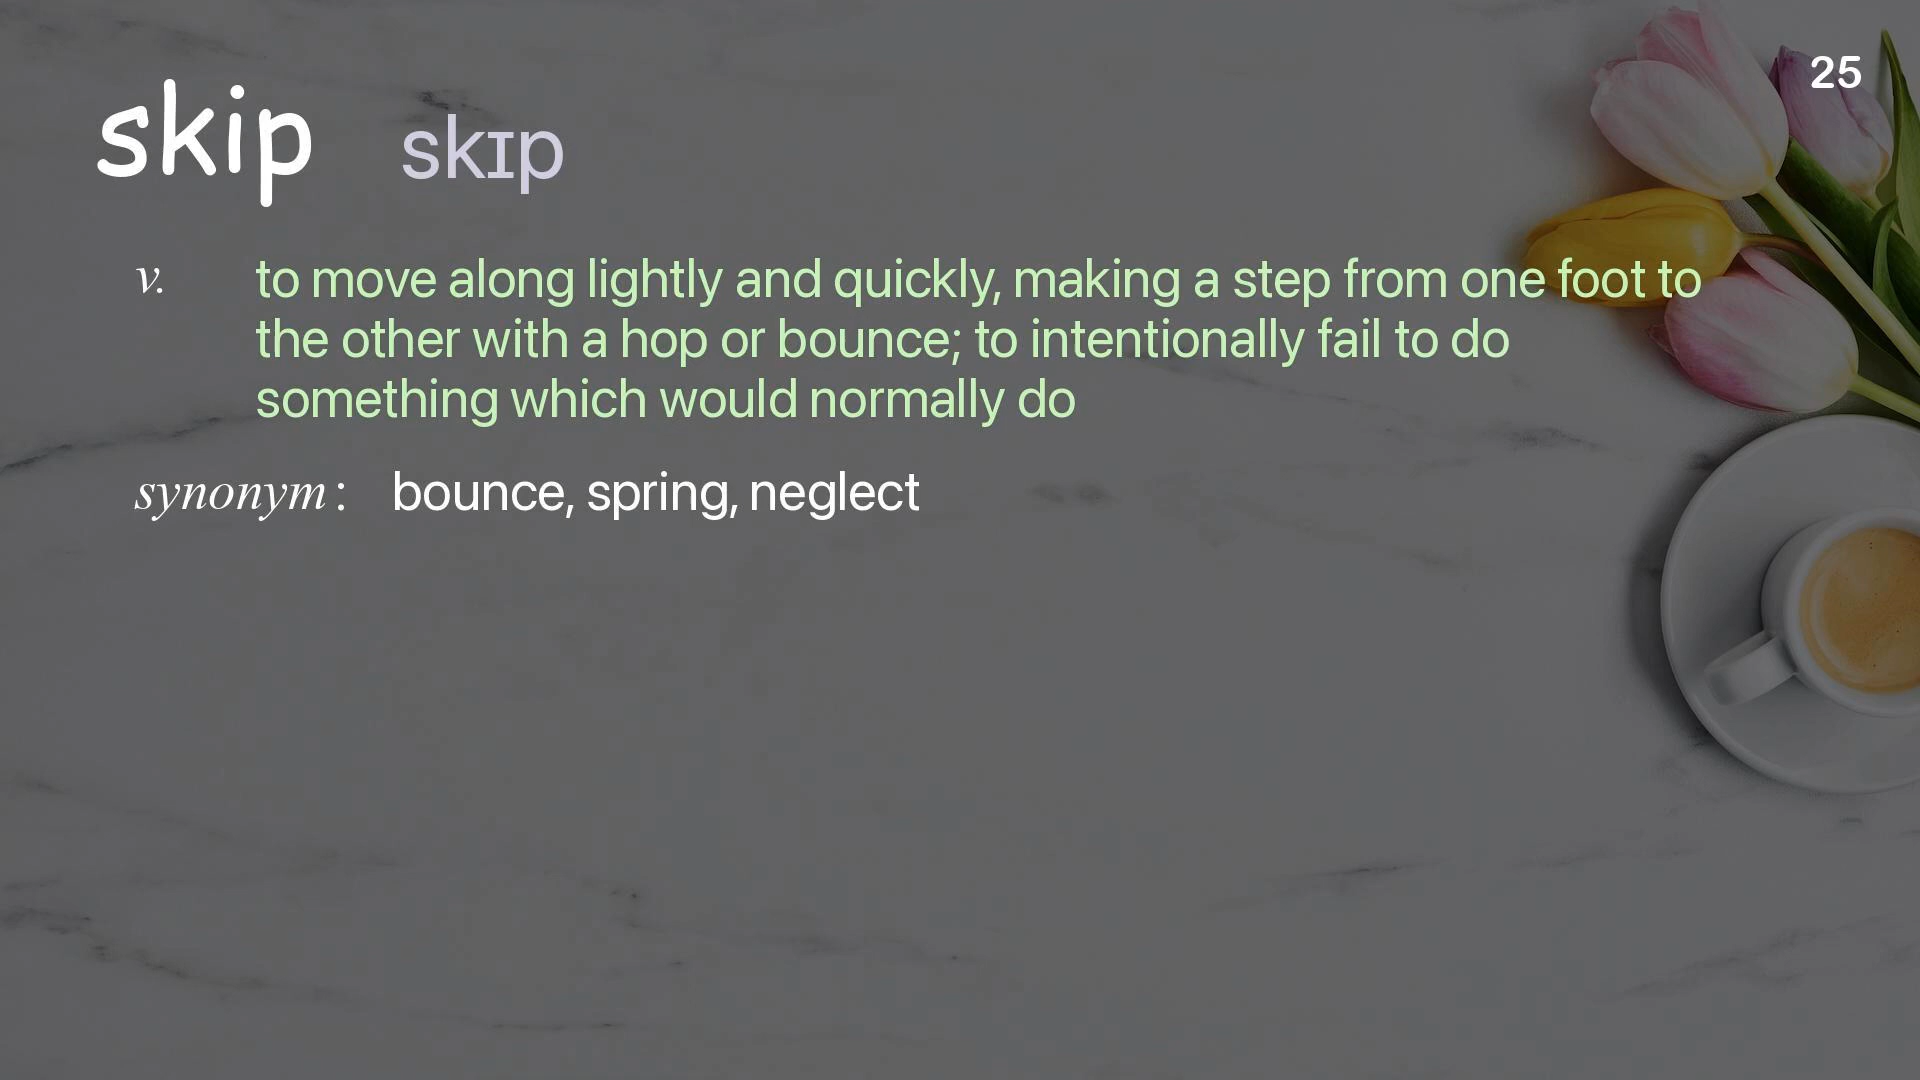 25
skip skɪp
v. to move along lightly and quickly, making a step from one foot to
the other with a hop or bounce; to intentionally fail to do
something which would normally do
synonym : bounce, spring, neglect